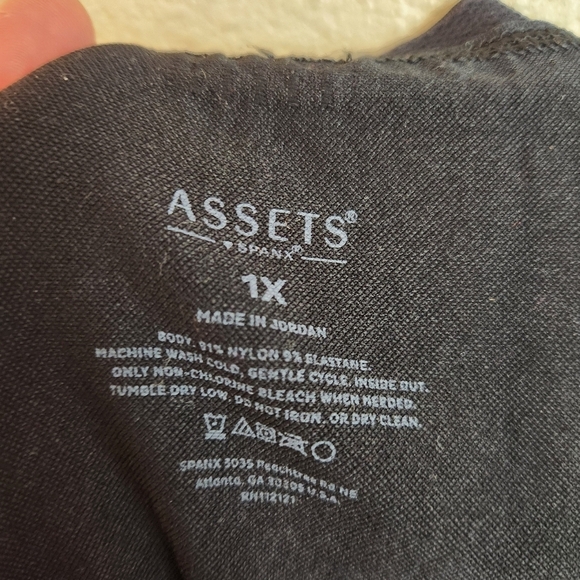 ASSETS®
♥ SPANX®
1X
MADE IN JORDAN
BODY: 91% NYLON 9% ELASTANE.
MACHINE WASH COLD, GENTLE CYCLE, INSIDE OUT.
ONLY NON-CHLORINE BLEACH WHEN NEEDED.
TUMBLE DRY LOW, DO NOT IRON, OR DRY CLEAN.
SPANX 3035 Peachtree Rd NE
Atlanta, GA 30305 U.S.A
RN112121